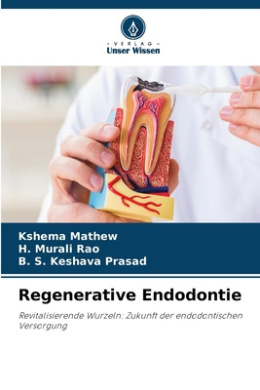 VERLAG
Unser Wissen
Kshema Mathew
H. Murali Rao
B. S. Keshava Prasad
Regenerative Endodontie
Revitalisierende Wurzeln: Zukunft der endodontischen
Versorgung